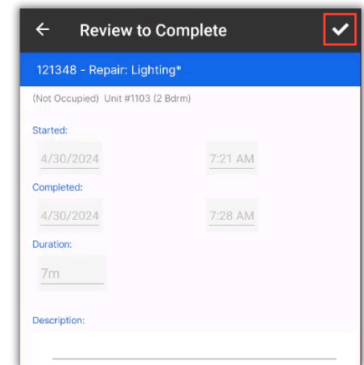 Review to Complete
121348 - Repair: Lighting*
(Not Occupied) Unit #1103 (2 Bdrm)
Started:
4/30/2024 7:21 AM
Completed:
4/30/2024 7:28 AM
Duration:
7m
Description: